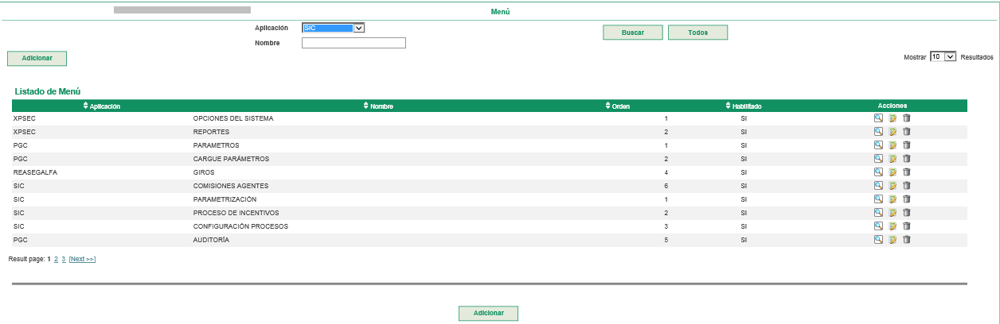 Menú
Aplicación SIC
Nombre
Buscar Todos
Adicionar
Mostrar 10 Resultados
Listado de Menú
Aplicación Nombre Orden Habilitado Acciones
XPSEC OPCIONES DEL SISTEMA 1 SI
XPSEC REPORTES 2 SI
PGC PARAMETROS 1 SI
PGC CARGUE PARÁMETROS 2 SI
REASEGALFA GIROS 4 SI
SIC COMISIONES AGENTES 6 SI
SIC PARAMETRIZACIÓN 1 SI
SIC PROCESO DE INCENTIVOS 2 SI
SIC CONFIGURACIÓN PROCESOS 3 SI
PGC AUDITORÍA 5 SI
Result page: 1 2 3 [Next >>]
Adicionar